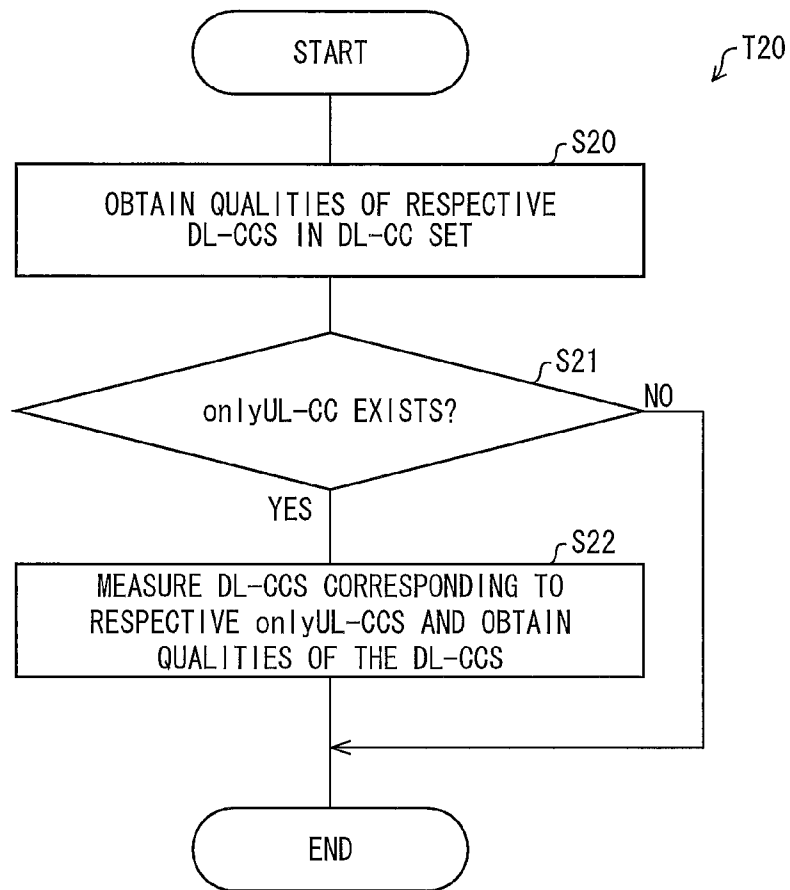 START
T20
S20
OBTAIN QUALITIES OF RESPECTIVE
DL-CCS IN DL-CC SET
S21
onlyUL-CC EXISTS?
NO
YES
S22
MEASURE DL-CCS CORRESPONDING TO
RESPECTIVE onlyUL-CCS AND OBTAIN
QUALITIES OF THE DL-CCS
END